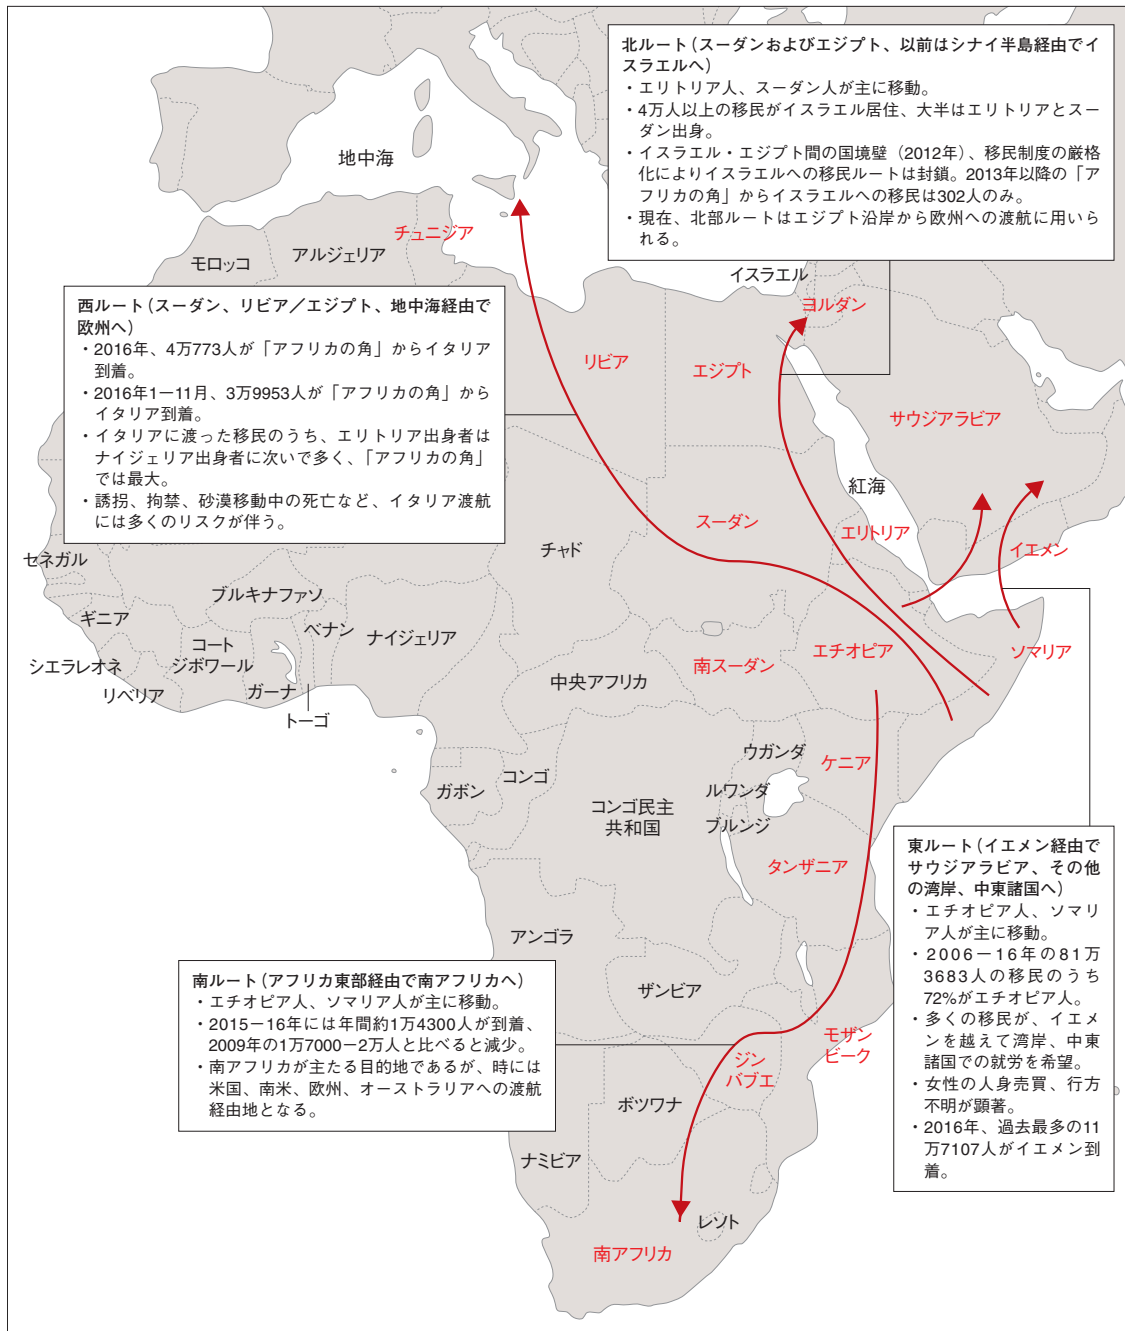 北ルート（スーダンおよびエジプト、以前はシナイ半島経由でイ
スラエルへ）
・エリトリア人、スーダン人が主に移動。
・4万人以上の移民がイスラエル居住、大半はエリトリアとスー
ダン出身。
・イスラエル・エジプト間の国境壁（2012年）、移民制度の厳格
化によりイスラエルへの移民ルートは封鎖。2013年以降の「ア
フリカの角」からイスラエルへの移民は302人のみ。
・現在、北部ルートはエジプト沿岸から欧州への渡航に用いら
れる。
地中海
チュニジア
アルジェリア
モロッコ
イスラエル
ヨルダン
西ルート（スーダン、リビア／エジプト、地中海経由で
欧州へ）
・2016年、4万773人が「アフリカの角」からイタリア
到着。
・2016年1－11月、3万9953人が「アフリカの角」から
イタリア到着。
・イタリアに渡った移民のうち、エリトリア出身者は
ナイジェリア出身者に次いで多く、「アフリカの角」
では最大。
・誘拐、拘禁、砂漠移動中の死亡など、イタリア渡航
には多くのリスクが伴う。
リビア
エジプト
サウジアラビア
紅海
スーダン
エリトリア
イエメン
チャド
セネガル
ブルキナファソ
ギニア
ベナン
ナイジェリア
コート
ジボワール
シエラレオネ
リベリア
ガーナ
トーゴ
中央アフリカ
南スーダン
エチオピア
ソマリア
ウガンダ
ケニア
コンゴ
ガボン
ルワンダ
コンゴ民主
共和国
ブルンジ
タンザニア
東ルート（イエメン経由で
サウジアラビア、その他
の湾岸、中東諸国へ）
・エチオピア人、ソマリ
ア人が主に移動。
・2006－16年の81万
3683人の移民のうち
72%がエチオピア人。
・多くの移民が、イエメ
ンを越えて湾岸、中東
諸国での就労を希望。
・女性の人身売買、行方
不明が顕著。
・2016年、過去最多の11
万7107人がイエメン到
着。
アンゴラ
ザンビア
南ルート（アフリカ東部経由で南アフリカへ）
・エチオピア人、ソマリア人が主に移動。
・2015－16年には年間約1万4300人が到着、
2009年の1万7000－2万人と比べると減少。
・南アフリカが主たる目的地であるが、時には
米国、南米、欧州、オーストラリアへの渡航
経由地となる。
モザン
ビーク
ジン
バブエ
ボツワナ
ナミビア
レソト
南アフリカ